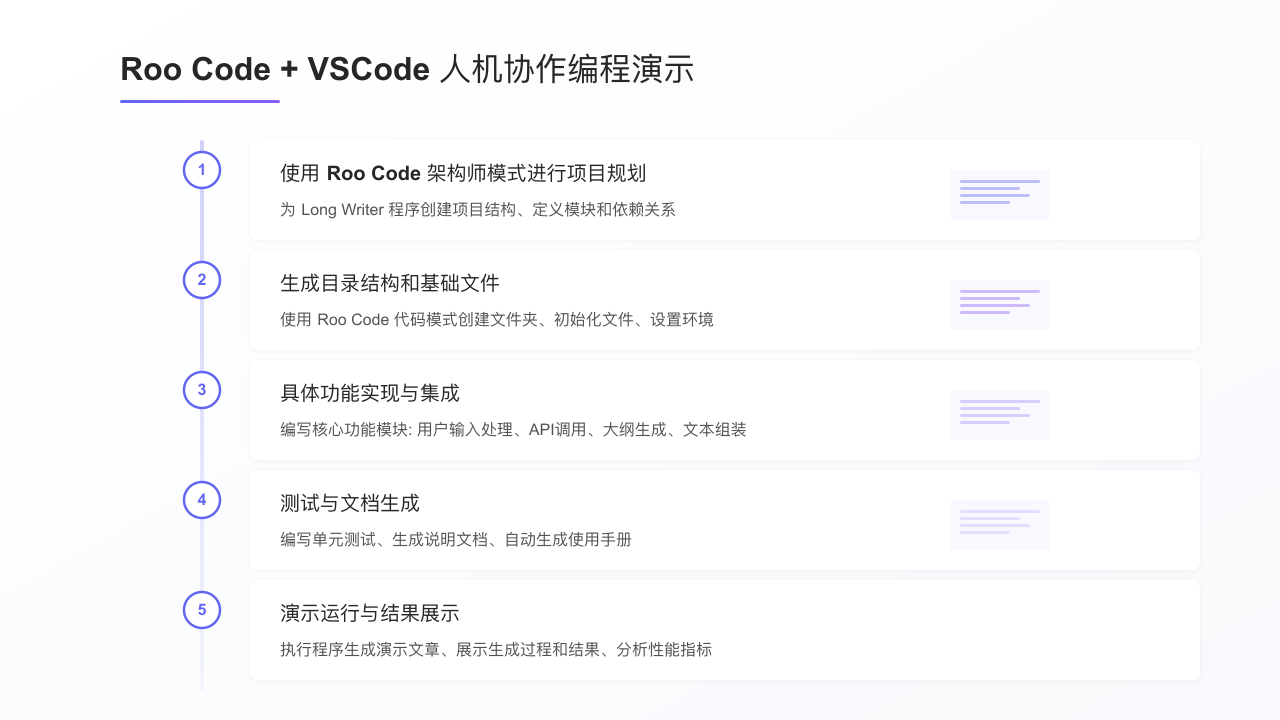 Roo Code + VSCode 人机协作编程演示
1
使用 Roo Code 架构师模式进行项目规划
为 Long Writer 程序创建项目结构、定义模块和依赖关系
2
生成目录结构和基础文件
使用 Roo Code 代码模式创建文件夹、初始化文件、设置环境
3
具体功能实现与集成
编写核心功能模块: 用户输入处理、API调用、大纲生成、文本组装
4
测试与文档生成
编写单元测试、生成说明文档、自动生成使用手册
5
演示运行与结果展示
执行程序生成演示文章、展示生成过程和结果、分析性能指标